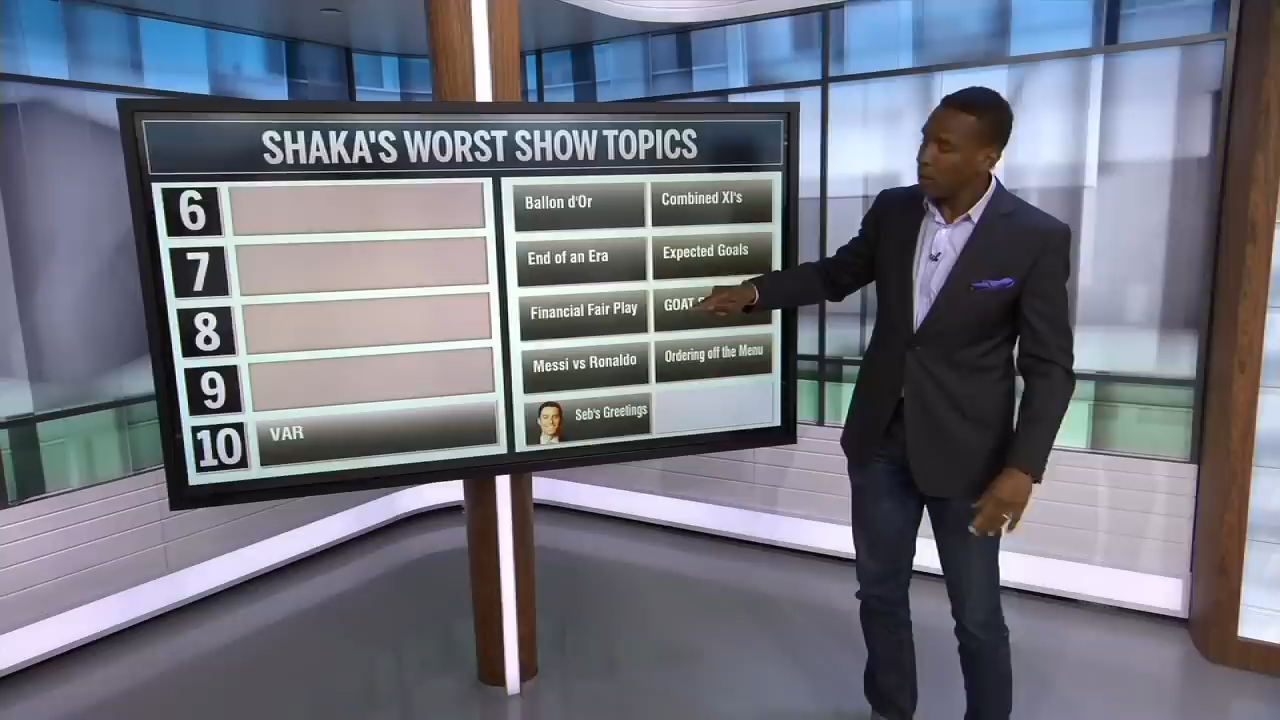 SHAKA'S WORST SHOW TOPICS
6
7
8
9
10 VAR
Ballon d'Or
Combined XI's
End of an Era
Expected Goals
Financial Fair Play
GOAT
Messi vs Ronaldo
Ordering off the Menu
Seb's Greetings